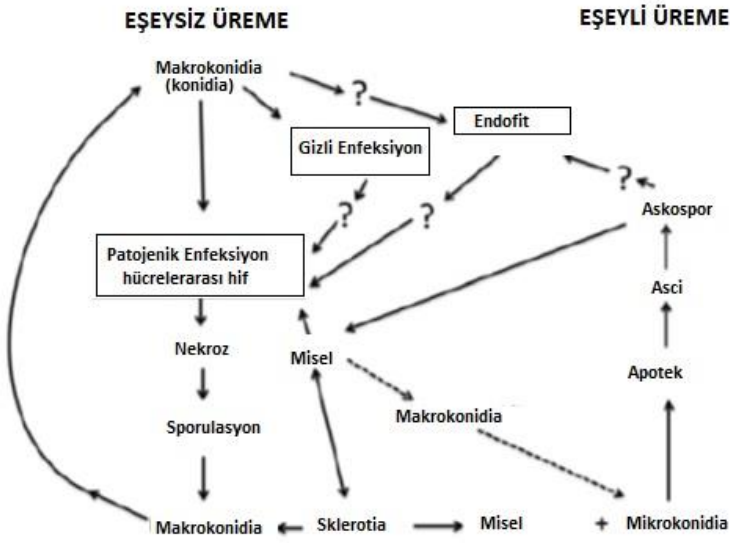 EŞEYSİZ ÜREME
EŞEYLİ ÜREME
Makrokonidia
(konidia)
?
Endofit
Gizli Enfeksiyon
?
?
?
Askospor
Patojenik Enfeksiyon
hücrelerarası hif
Asci
Nekroz
Misel
Apotek
Makrokonidia
Sporulasyon
Makrokonidia
Sklerotia
Misel
+ Mikrokonidia